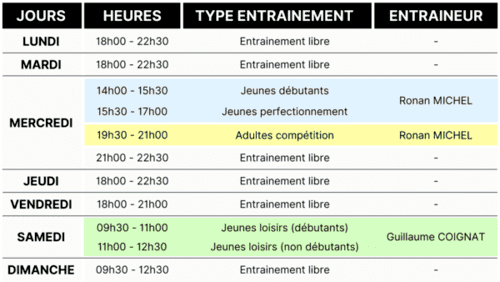 JOURS HEURES TYPE ENTRAINEMENT ENTRAINEUR
LUNDI 18h00 - 22h30 Entrainement libre -
MARDI 18h00 - 22h30 Entrainement libre -
MERCREDI
14h00 - 15h30 Jeunes débutants
15h30 - 17h00 Jeunes perfectionnement
Ronan MICHEL
19h30 - 21h00 Adultes compétition Ronan MICHEL
21h00 - 22h30 Entrainement libre -
JEUDI 18h00 - 22h30 Entrainement libre -
VENDREDI 18h00 - 21h00 Entrainement libre -
SAMEDI
09h30 - 11h00 Jeunes loisirs (débutants)
11h00 - 12h30 Jeunes loisirs (non débutants)
Guillaume COIGNAT
DIMANCHE 09h30 - 12h30 Entrainement libre -